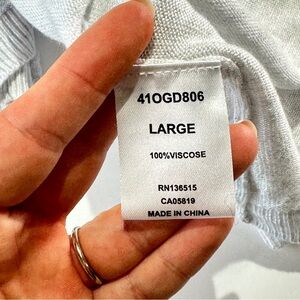 41OGD806
LARGE
100%VISCOSE
RN136515
CA05819
MADE IN CHINA